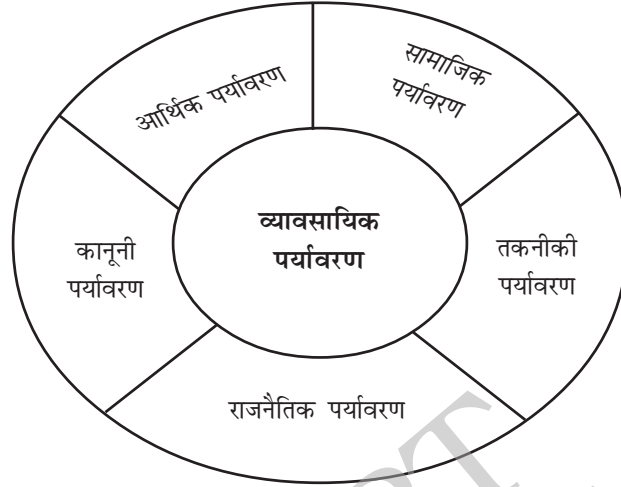 आर्थिक पर्यावरण
सामाजिक
पर्यावरण
व्यावसायिक
पर्यावरण
कानूनी
पर्यावरण
तकनीकी
पर्यावरण
राजनैतिक पर्यावरण